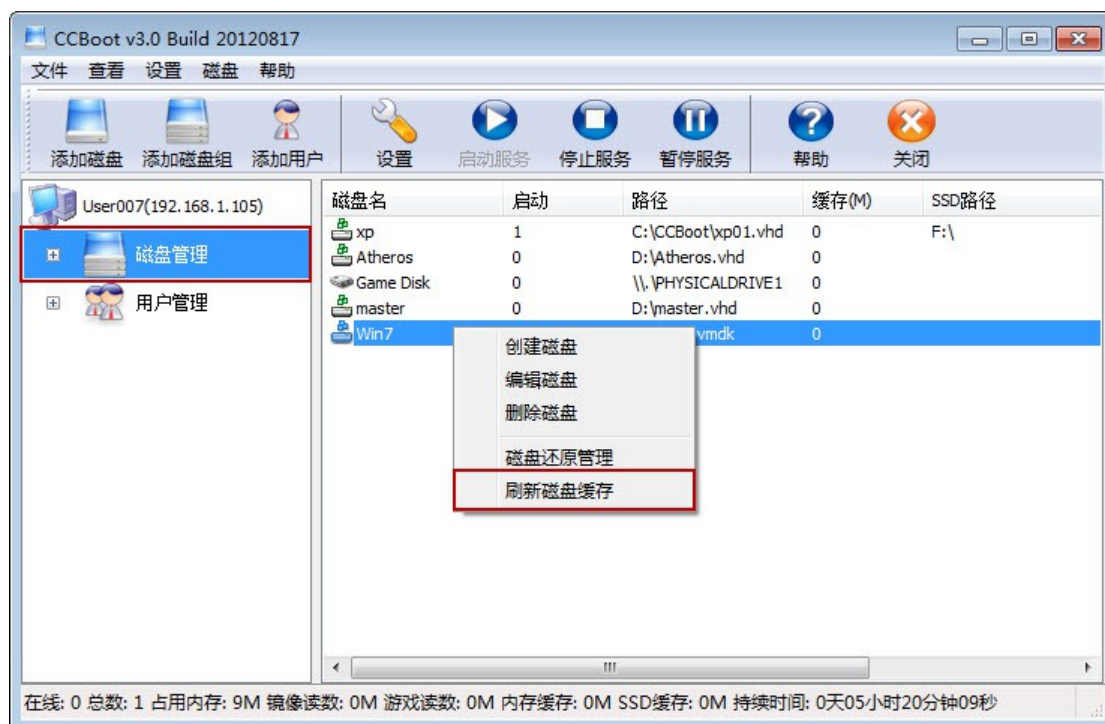 CCBoot v3.0 Build 20120817
文件 查看 设置 磁盘 帮助
添加磁盘 添加磁盘组 添加用户 设置 启动服务 停止服务 暂停服务 帮助 关闭
User007(192.168.1.105)
磁盘管理
用户管理
磁盘名 启动 路径 缓存(M) SSD路径
xp 1 C:\CCBoot\xp01.vhd 0 F:\
Atheros 0 D:\Atheros.vhd 0
Game Disk 0 \\.\PHYSICALDRIVE1 0
master 0 D:\master.vhd 0
Win7 vmdk 0
创建磁盘
编辑磁盘
删除磁盘
磁盘还原管理
刷新磁盘缓存
在线: 0 总数: 1 占用内存: 9M 镜像读数: 0M 游戏读数: 0M 内存缓存: 0M SSD缓存: 0M 持续时间: 0天05小时20分钟09秒